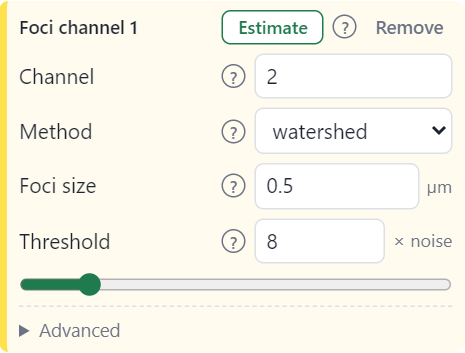 Foci channel 1 Estimate ? Remove
Channel ? 2
Method ? watershed
Foci size ? 0.5 µm
Threshold ? 8 × noise
Advanced